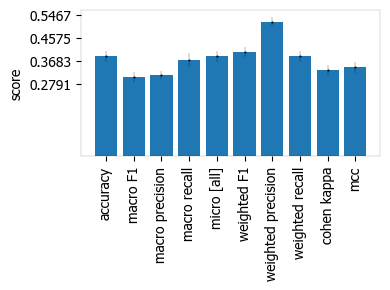 0.5467
0.4575
0.3683
0.2791
score
accuracy
macro F1
macro precision
macro recall
micro [all]
weighted F1
weighted precision
weighted recall
cohen kappa
mcc